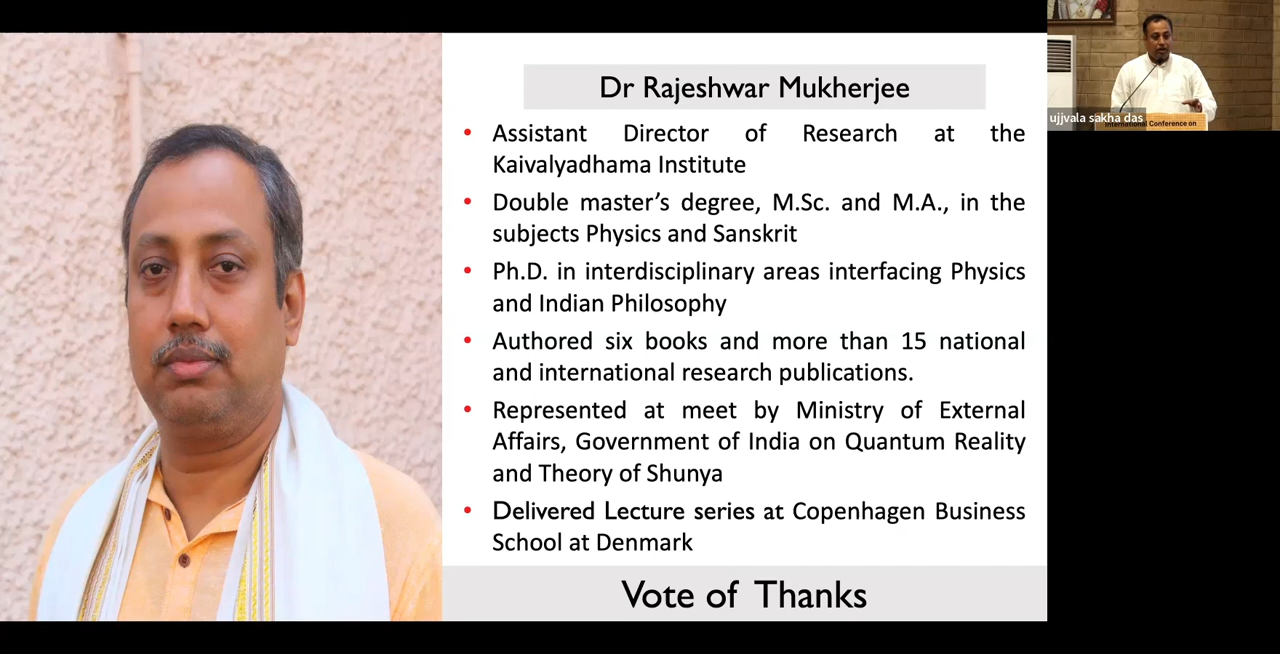 Dr Rajeshwar Mukherjee
• Assistant Director of Research at the
Kaivalyadhama Institute
• Double master's degree, M.Sc. and M.A., in the
subjects Physics and Sanskrit
• Ph.D. in interdisciplinary areas interfacing Physics
and Indian Philosophy
• Authored six books and more than 15 national
and international research publications.
• Represented at meet by Ministry of External
Affairs, Government of India on Quantum Reality
and Theory of Shunya
• Delivered Lecture series at Copenhagen Business
School at Denmark
Vote of Thanks
ujjvala sakha das
International Conference on